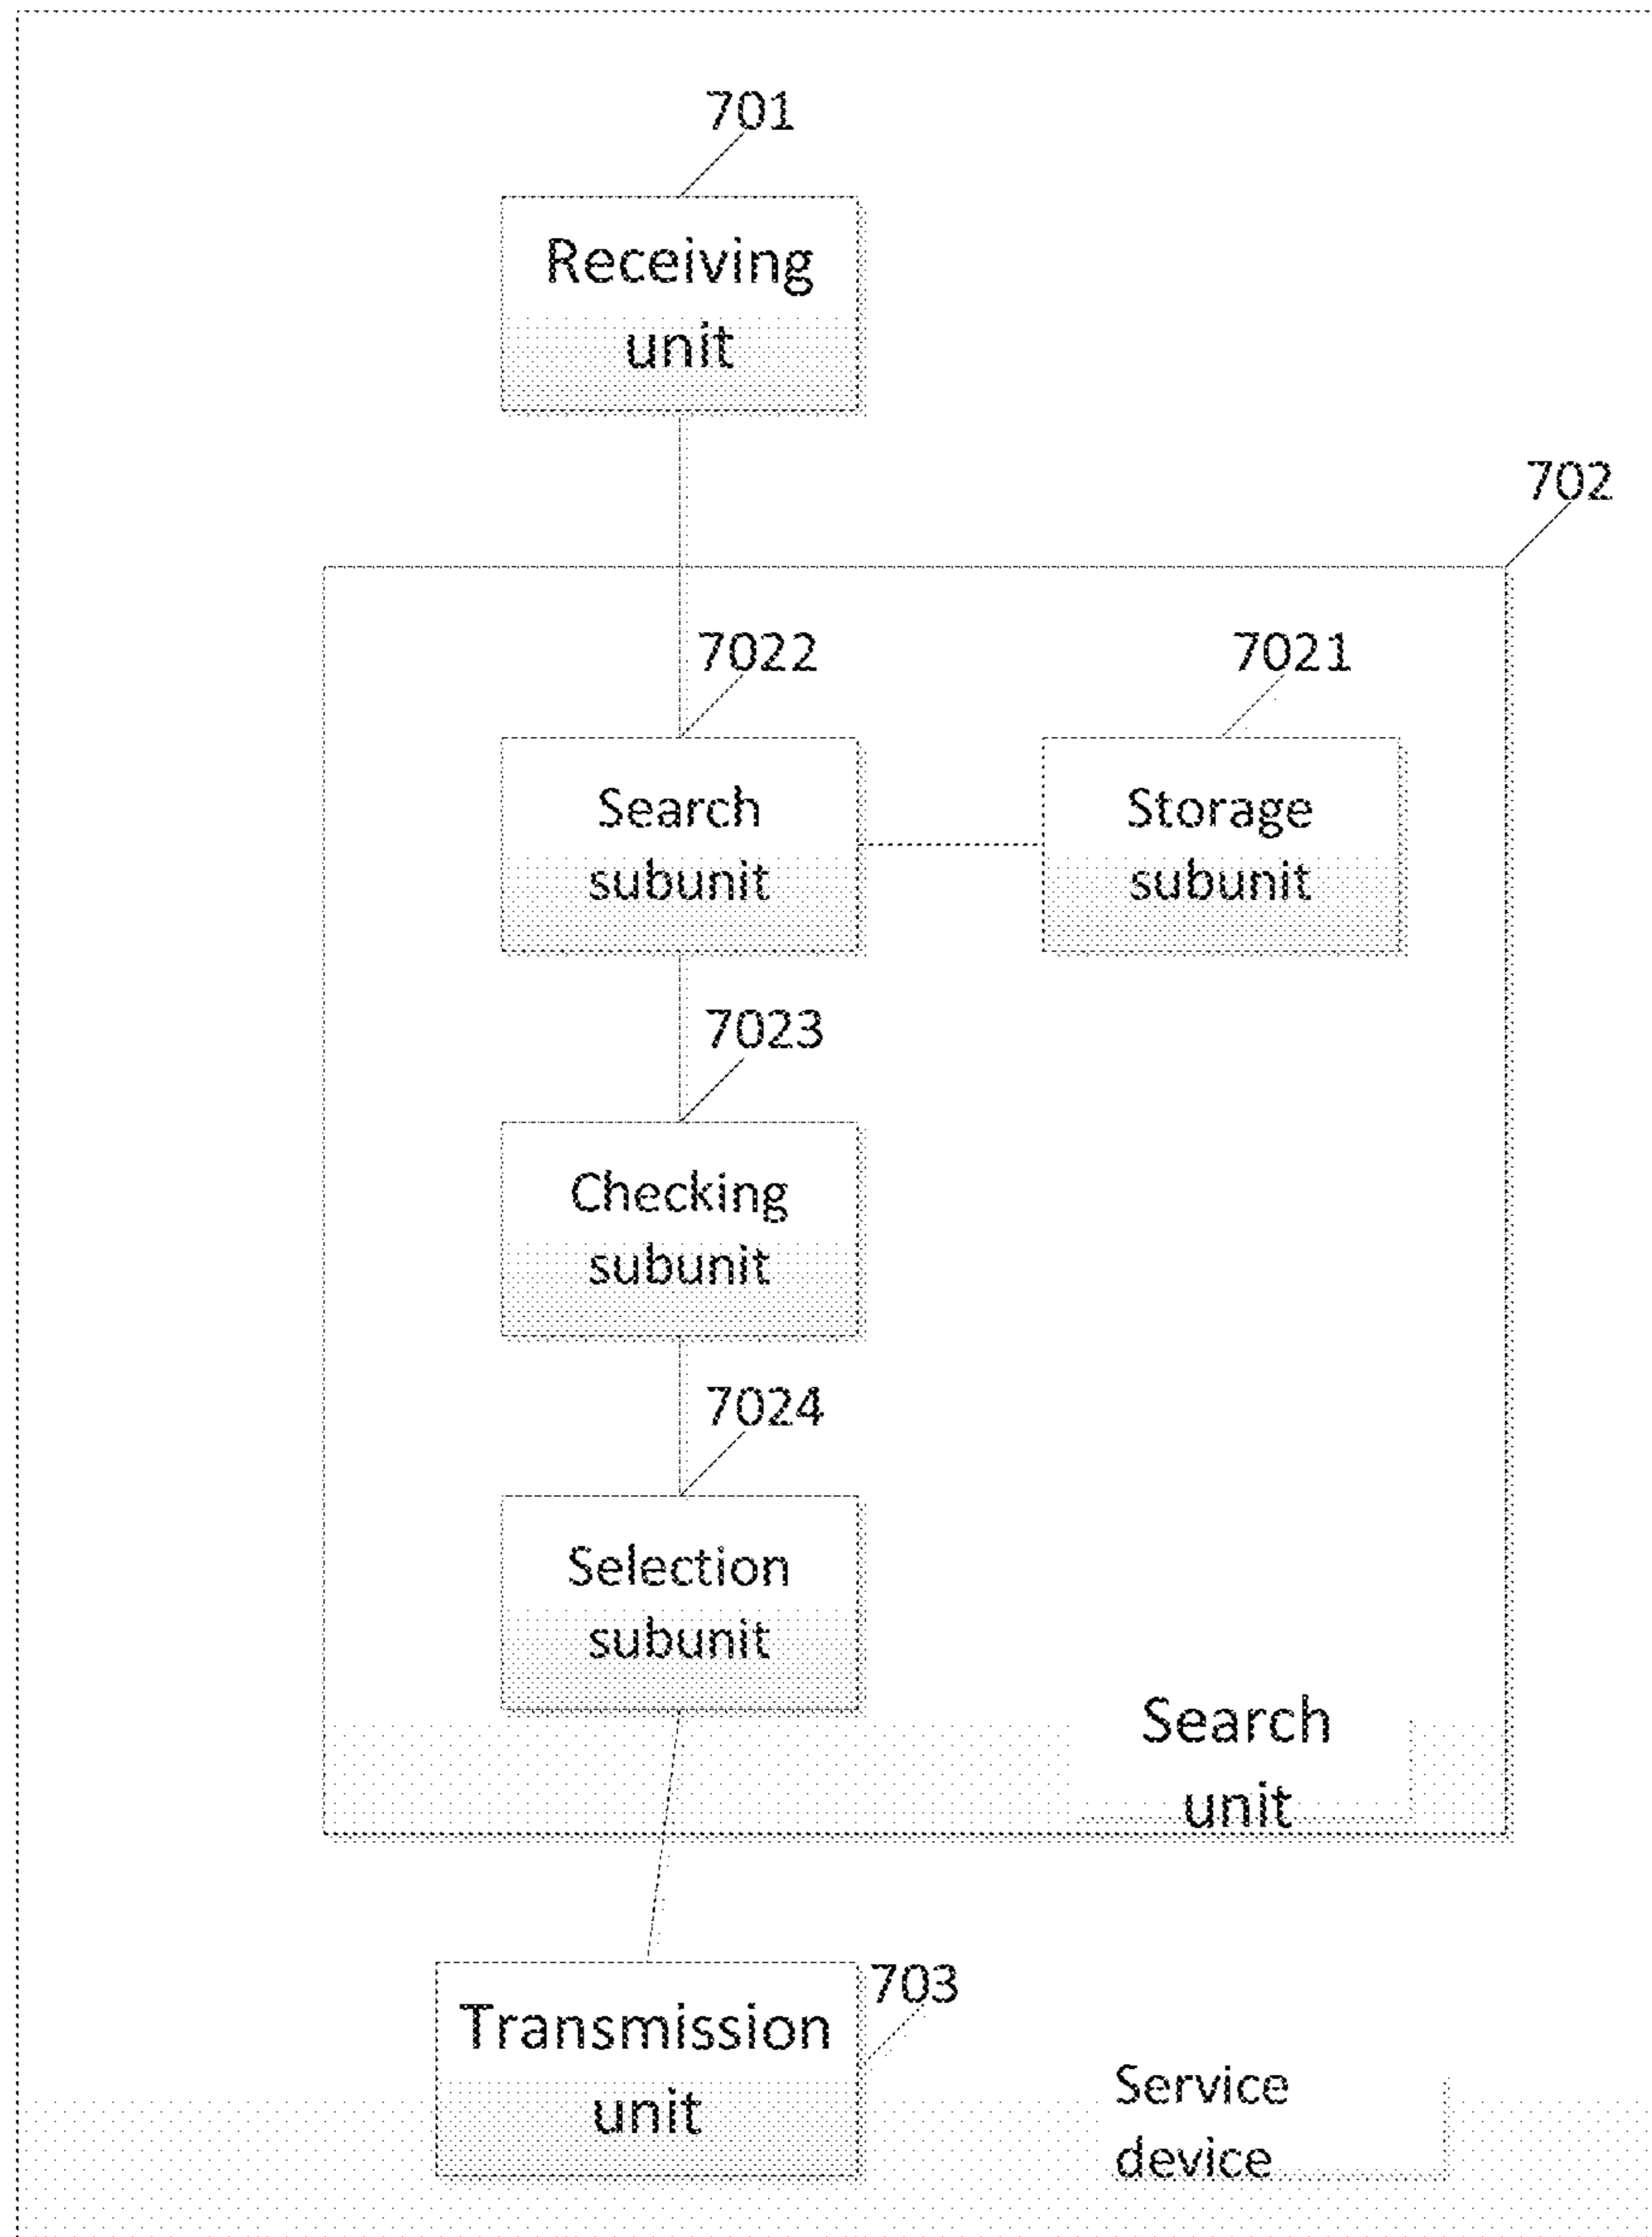 701
Receiving
unit
702
7022
7021
Search
subunit
Storage
subunit
7023
Checking
subunit
7024
Selection
subunit
Search
unit
703
Transmission
unit
Service
device